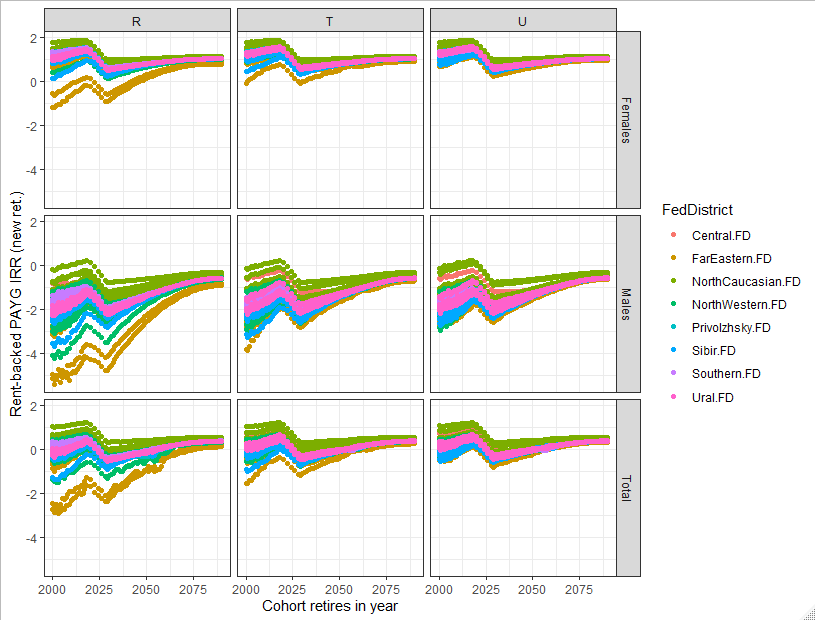 R T U
2
0
-2
-4
Females
2
0
-2
-4
Males
2
0
-2
-4
Total
2000 2025 2050 2075 2000 2025 2050 2075 2000 2025 2050 2075
Cohort retires in year
Rent-backed PAYG IRR (new ret.)
FedDistrict
Central.FD
FarEastern.FD
NorthCaucasian.FD
NorthWestern.FD
Privolzhsky.FD
Sibir.FD
Southern.FD
Ural.FD